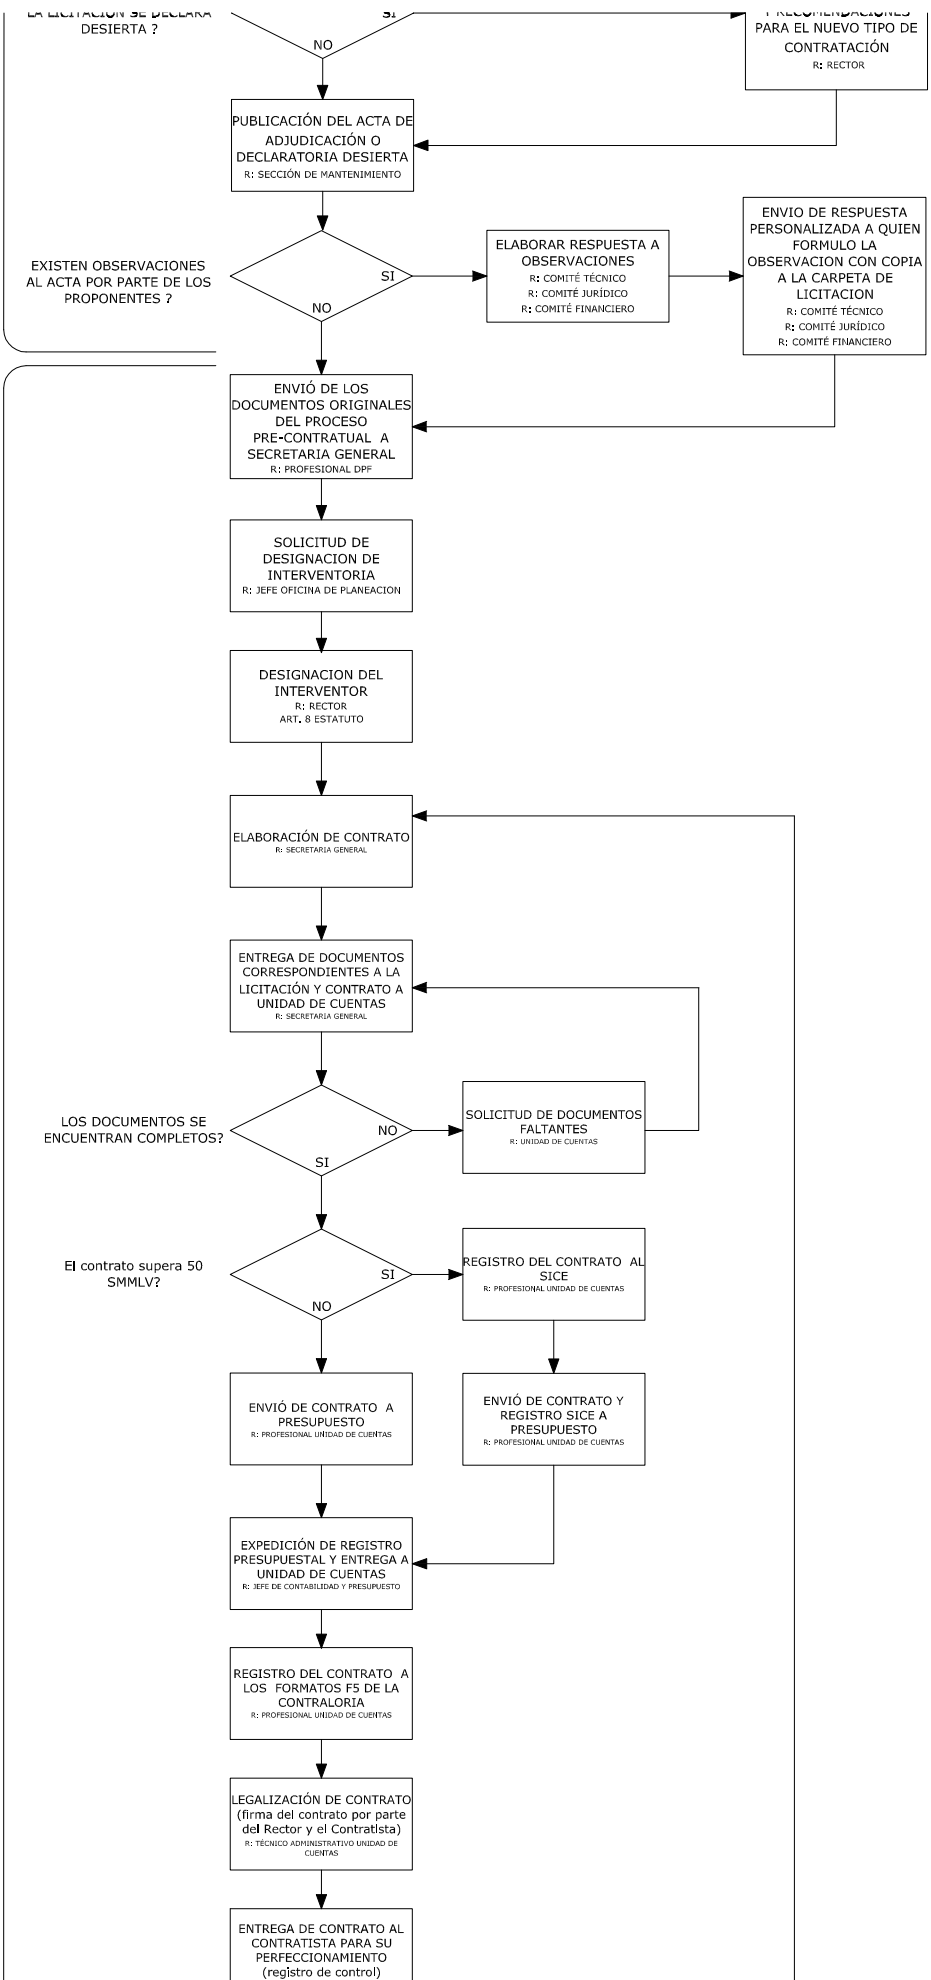 LA LICITACIÓN SE DECLARA
DESIERTA ?
SI
NO
Y RECOMENDACIONES
PARA EL NUEVO TIPO DE
CONTRATACIÓN
R: RECTOR
PUBLICACIÓN DEL ACTA DE
ADJUDICACIÓN O
DECLARATORIA DESIERTA
R: SECCIÓN DE MANTENIMIENTO
EXISTEN OBSERVACIONES
AL ACTA POR PARTE DE LOS
PROPONENTES ?
SI
NO
ELABORAR RESPUESTA A
OBSERVACIONES
R: COMITÉ TÉCNICO
R: COMITÉ JURÍDICO
R: COMITÉ FINANCIERO
ENVIO DE RESPUESTA
PERSONALIZADA A QUIEN
FORMULO LA
OBSERVACION CON COPIA
A LA CARPETA DE
LICITACION
R: COMITÉ TÉCNICO
R: COMITÉ JURÍDICO
R: COMITÉ FINANCIERO
ENVIÓ DE LOS
DOCUMENTOS ORIGINALES
DEL PROCESO
PRE-CONTRATUAL A
SECRETARIA GENERAL
R: PROFESIONAL DPF
SOLICITUD DE
DESIGNACION DE
INTERVENTORIA
R: JEFE OFICINA DE PLANEACION
DESIGNACION DEL
INTERVENTOR
R: RECTOR
ART. 8 ESTATUTO
ELABORACIÓN DE CONTRATO
R: SECRETARIA GENERAL
ENTREGA DE DOCUMENTOS
CORRESPONDIENTES A LA
LICITACIÓN Y CONTRATO A
UNIDAD DE CUENTAS
R: SECRETARIA GENERAL
LOS DOCUMENTOS SE
ENCUENTRAN COMPLETOS?
NO
SI
SOLICITUD DE DOCUMENTOS
FALTANTES
R: UNIDAD DE CUENTAS
El contrato supera 50
SMMLV?
SI
NO
REGISTRO DEL CONTRATO AL
SICE
R: PROFESIONAL UNIDAD DE CUENTAS
ENVIÓ DE CONTRATO A
PRESUPUESTO
R: PROFESIONAL UNIDAD DE CUENTAS
ENVIÓ DE CONTRATO Y
REGISTRO SICE A
PRESUPUESTO
R: PROFESIONAL UNIDAD DE CUENTAS
EXPEDICIÓN DE REGISTRO
PRESUPUESTAL Y ENTREGA A
UNIDAD DE CUENTAS
R: JEFE DE CONTABILIDAD Y PRESUPUESTO
REGISTRO DEL CONTRATO A
LOS FORMATOS F5 DE LA
CONTRALORIA
R: PROFESIONAL UNIDAD DE CUENTAS
LEGALIZACIÓN DE CONTRATO
(firma del contrato por parte
del Rector y el Contratista)
R: TÉCNICO ADMINISTRATIVO UNIDAD DE
CUENTAS
ENTREGA DE CONTRATO AL
CONTRATISTA PARA SU
PERFECCIONAMIENTO
(registro de control)